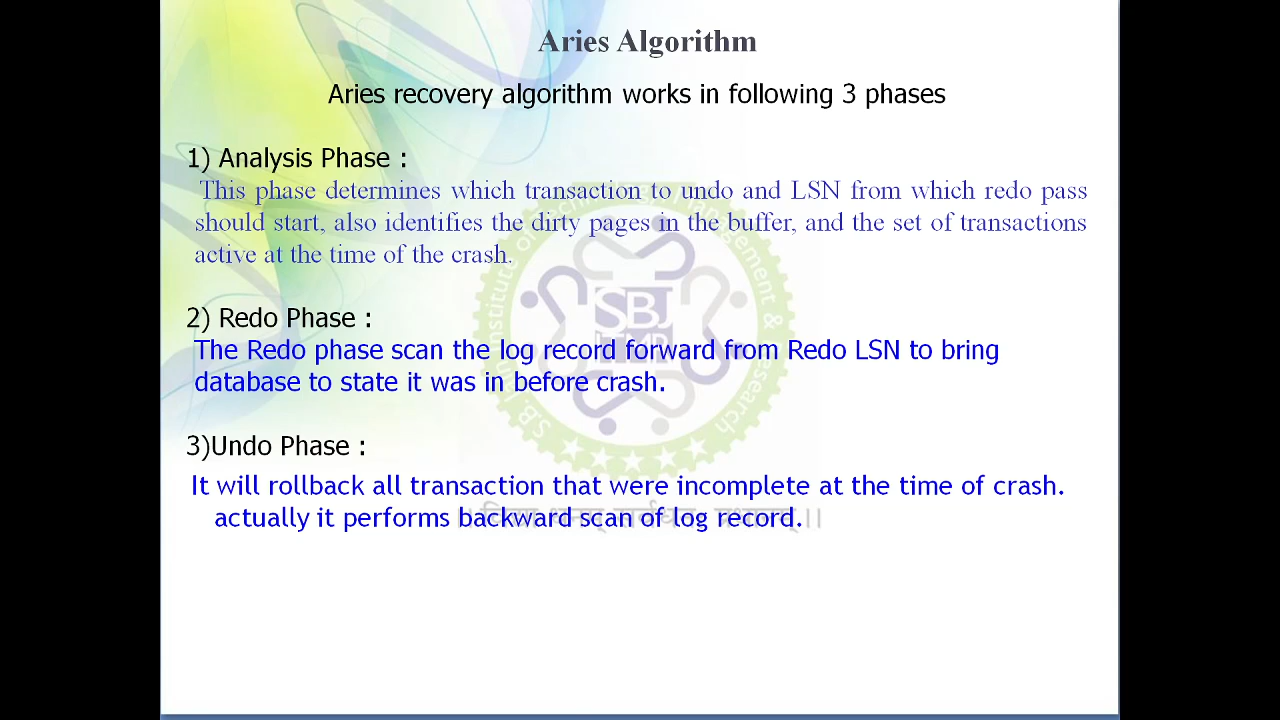 Aries Algorithm
Aries recovery algorithm works in following 3 phases
1) Analysis Phase :
This phase determines which transaction to undo and LSN from which redo pass
should start, also identifies the dirty pages in the buffer, and the set of transactions
active at the time of the crash.
2) Redo Phase :
The Redo phase scan the log record forward from Redo LSN to bring
database to state it was in before crash.
3)Undo Phase :
It will rollback all transaction that were incomplete at the time of crash.
actually it performs backward scan of log record.
SBJ
ITMR